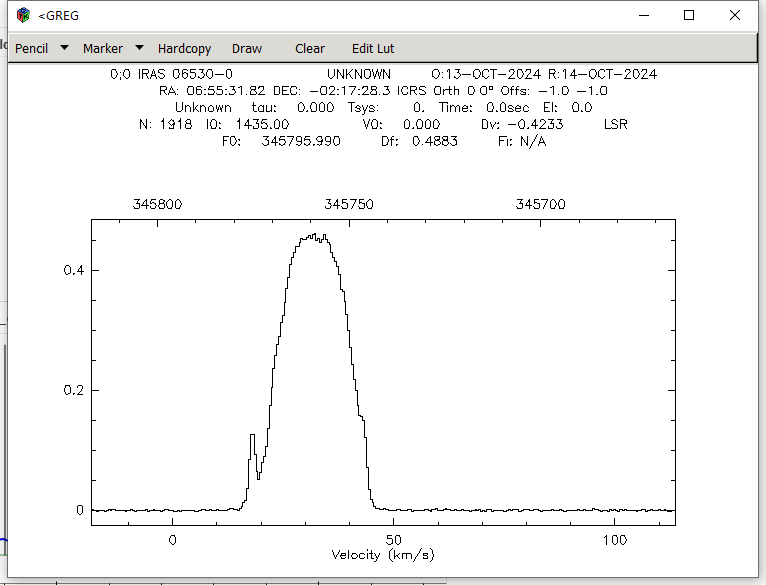 <GREG
Pencil Marker Hardcopy Draw Clear Edit Lut
0;0 IRAS 06530-0 UNKNOWN O:13-OCT-2024 R:14-OCT-2024
RA: 06:55:31.82 DEC: -02:17:28.3 ICRS Orth 0 0° Offs: -1.0 -1.0
Unknown tau: 0.000 Tsys: 0. Time: 0.0sec El: 0.0
N: 1918 I0: 1435.00 V0: 0.000 Dv: -0.4233 LSR
F0: 345795.990 Df: 0.4883 Fi: N/A
345800 345750 345700
0.4
0.2
0
0 50 100
Velocity (km/s)